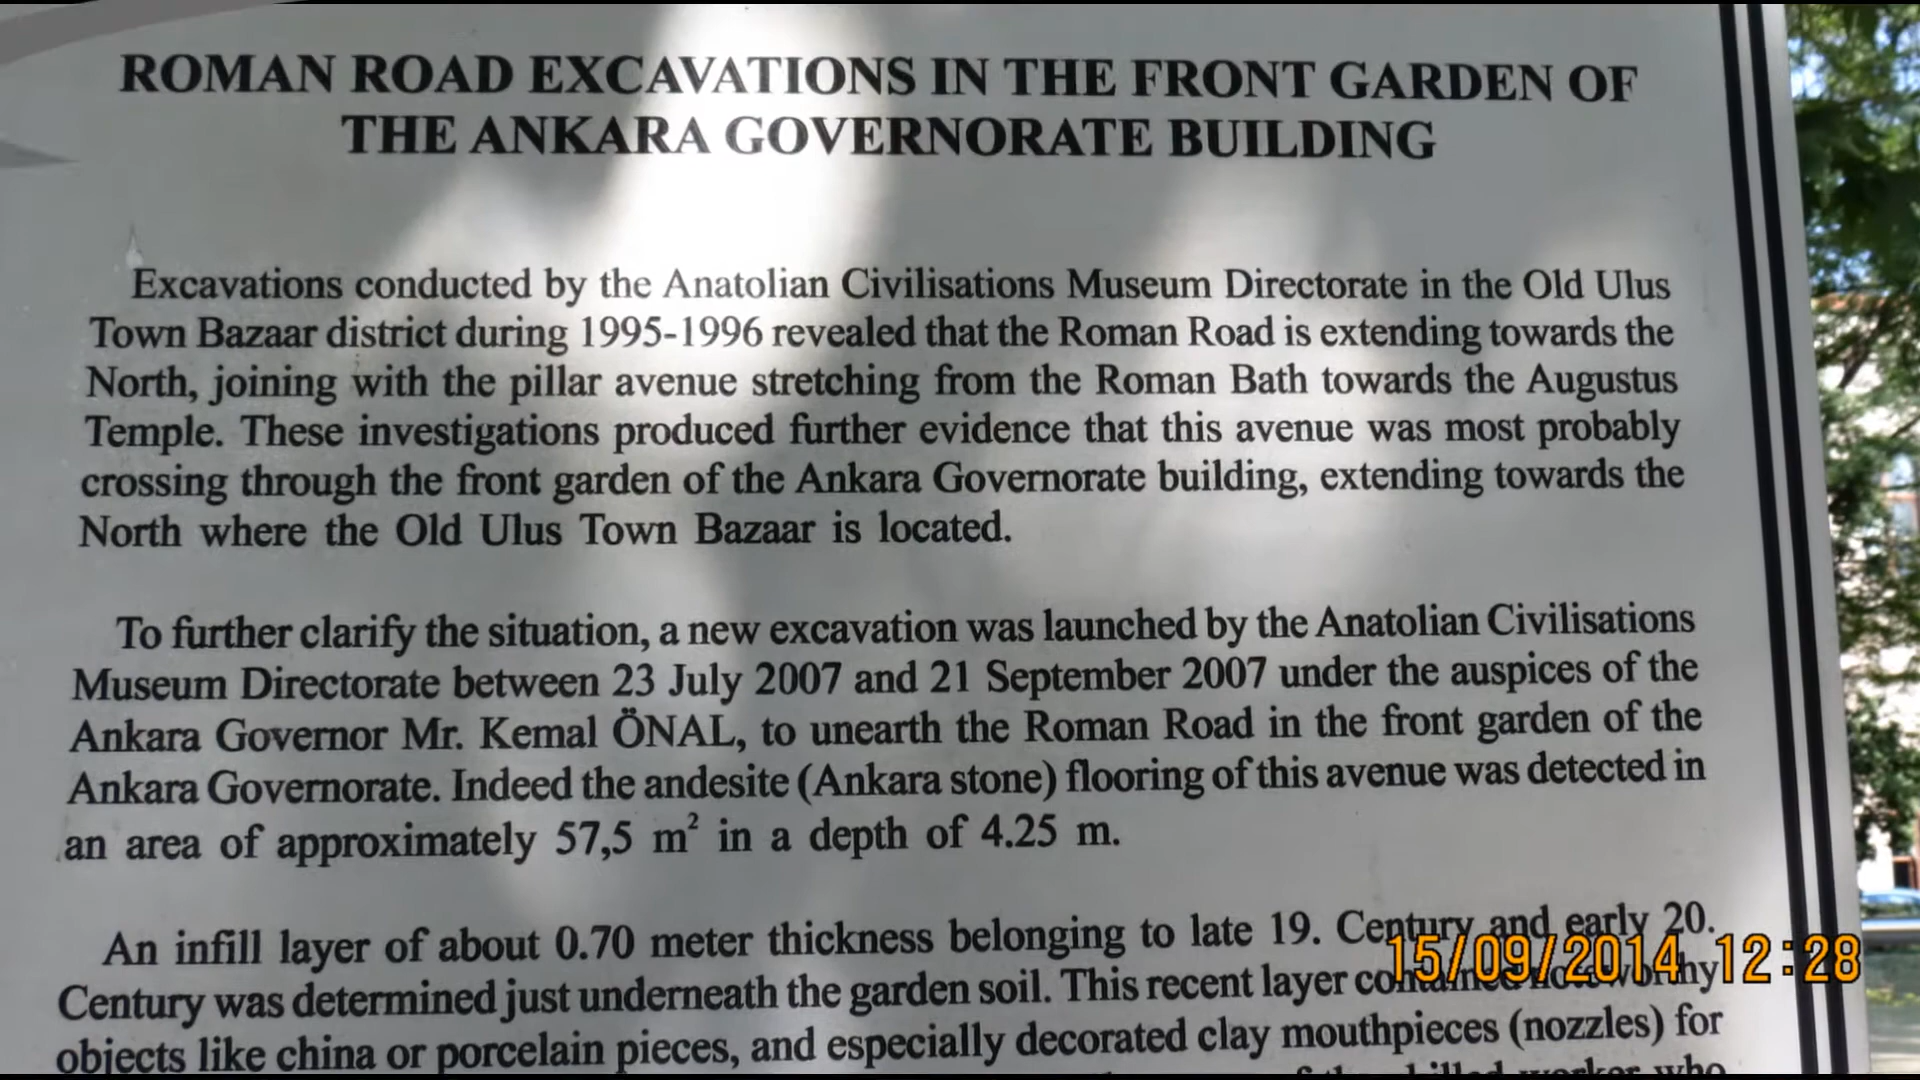 ROMAN ROAD EXCAVATIONS IN THE FRONT GARDEN OF
THE ANKARA GOVERNORATE BUILDING
Excavations conducted by the Anatolian Civilisations Museum Directorate in the Old Ulus
Town Bazaar district during 1995-1996 revealed that the Roman Road is extending towards the
North, joining with the pillar avenue stretching from the Roman Bath towards the Augustus
Temple. These investigations produced further evidence that this avenue was most probably
crossing through the front garden of the Ankara Governorate building, extending towards the
North where the Old Ulus Town Bazaar is located.
To further clarify the situation, a new excavation was launched by the Anatolian Civilisations
Museum Directorate between 23 July 2007 and 21 September 2007 under the auspices of the
Ankara Governor Mr. Kemal ÖNAL, to unearth the Roman Road in the front garden of the
Ankara Governorate. Indeed the andesite (Ankara stone) flooring of this avenue was detected in
an area of approximately 57,5 m² in a depth of 4.25 m.
An infill layer of about 0.70 meter thickness belonging to late 19. Century and early 20.
Century was determined just underneath the garden soil. This recent layer
objects like china or porcelain pieces, and especially decorated clay mouthpieces (nozzles) for
worker who
15/09/2014 12:28